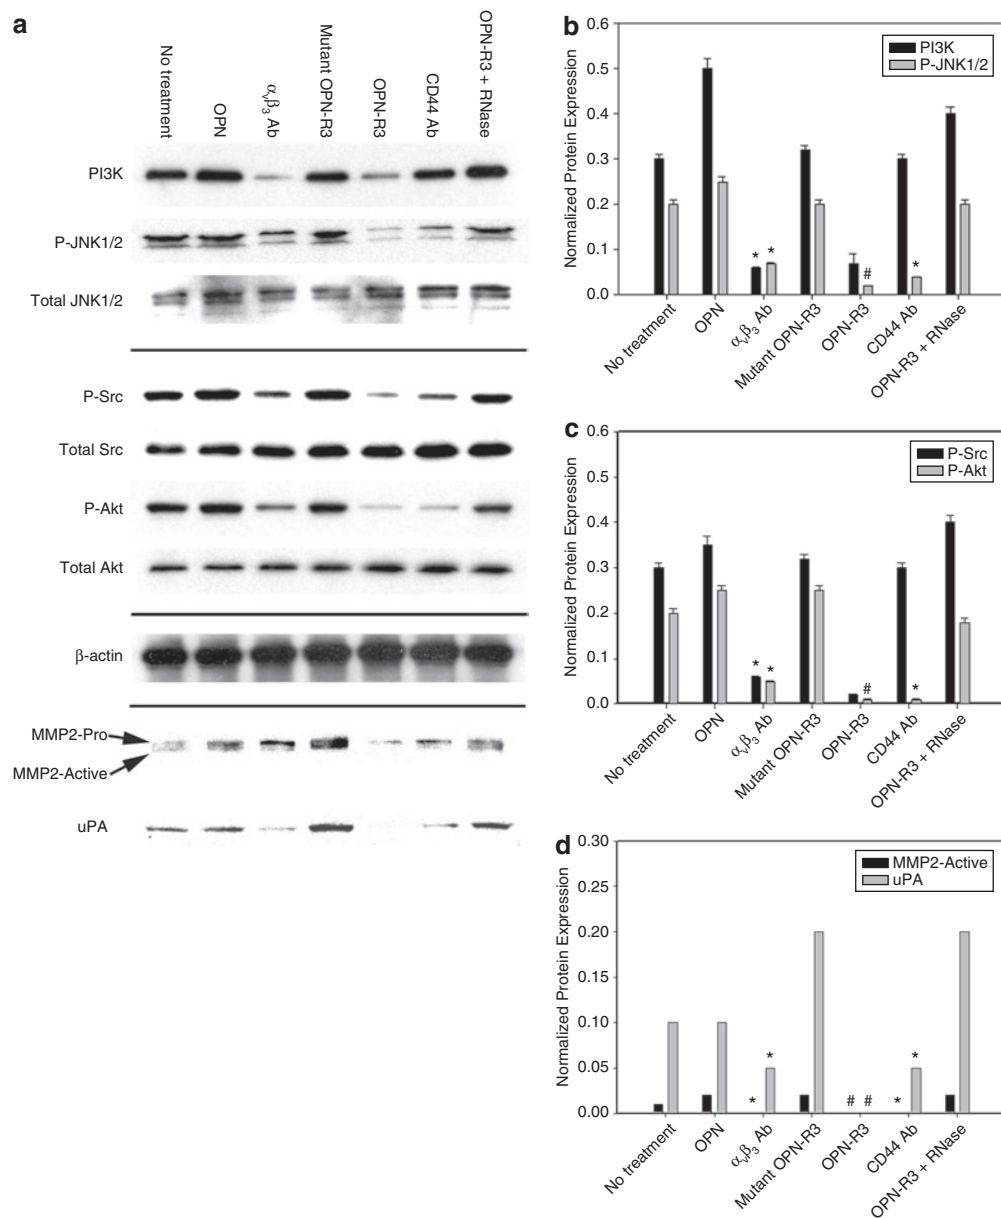 a
No treatment
OPN
αvβ3 Ab
Mutant OPN-R3
OPN-R3
CD44 Ab
OPN-R3 + RNase
PI3K
P-JNK1/2
Total JNK1/2
P-Src
Total Src
P-Akt
Total Akt
β-actin
MMP2-Pro
MMP2-Active
uPA
b
Normalized Protein Expression
0.6
0.5
0.4
0.3
0.2
0.1
0.0
PI3K
P-JNK1/2
* *
#
*
No treatment
OPN
αvβ3 Ab
Mutant OPN-R3
OPN-R3
CD44 Ab
OPN-R3 + RNase
c
Normalized Protein Expression
0.6
0.5
0.4
0.3
0.2
0.1
0.0
P-Src
P-Akt
* *
#
*
No treatment
OPN
αvβ3 Ab
Mutant OPN-R3
OPN-R3
CD44 Ab
OPN-R3 + RNase
d
Normalized Protein Expression
0.30
0.25
0.20
0.15
0.10
0.05
0.00
MMP2-Active
uPA
* *
# #
* *
No treatment
OPN
αvβ3 Ab
Mutant OPN-R3
OPN-R3
CD44 Ab
OPN-R3 + RNase